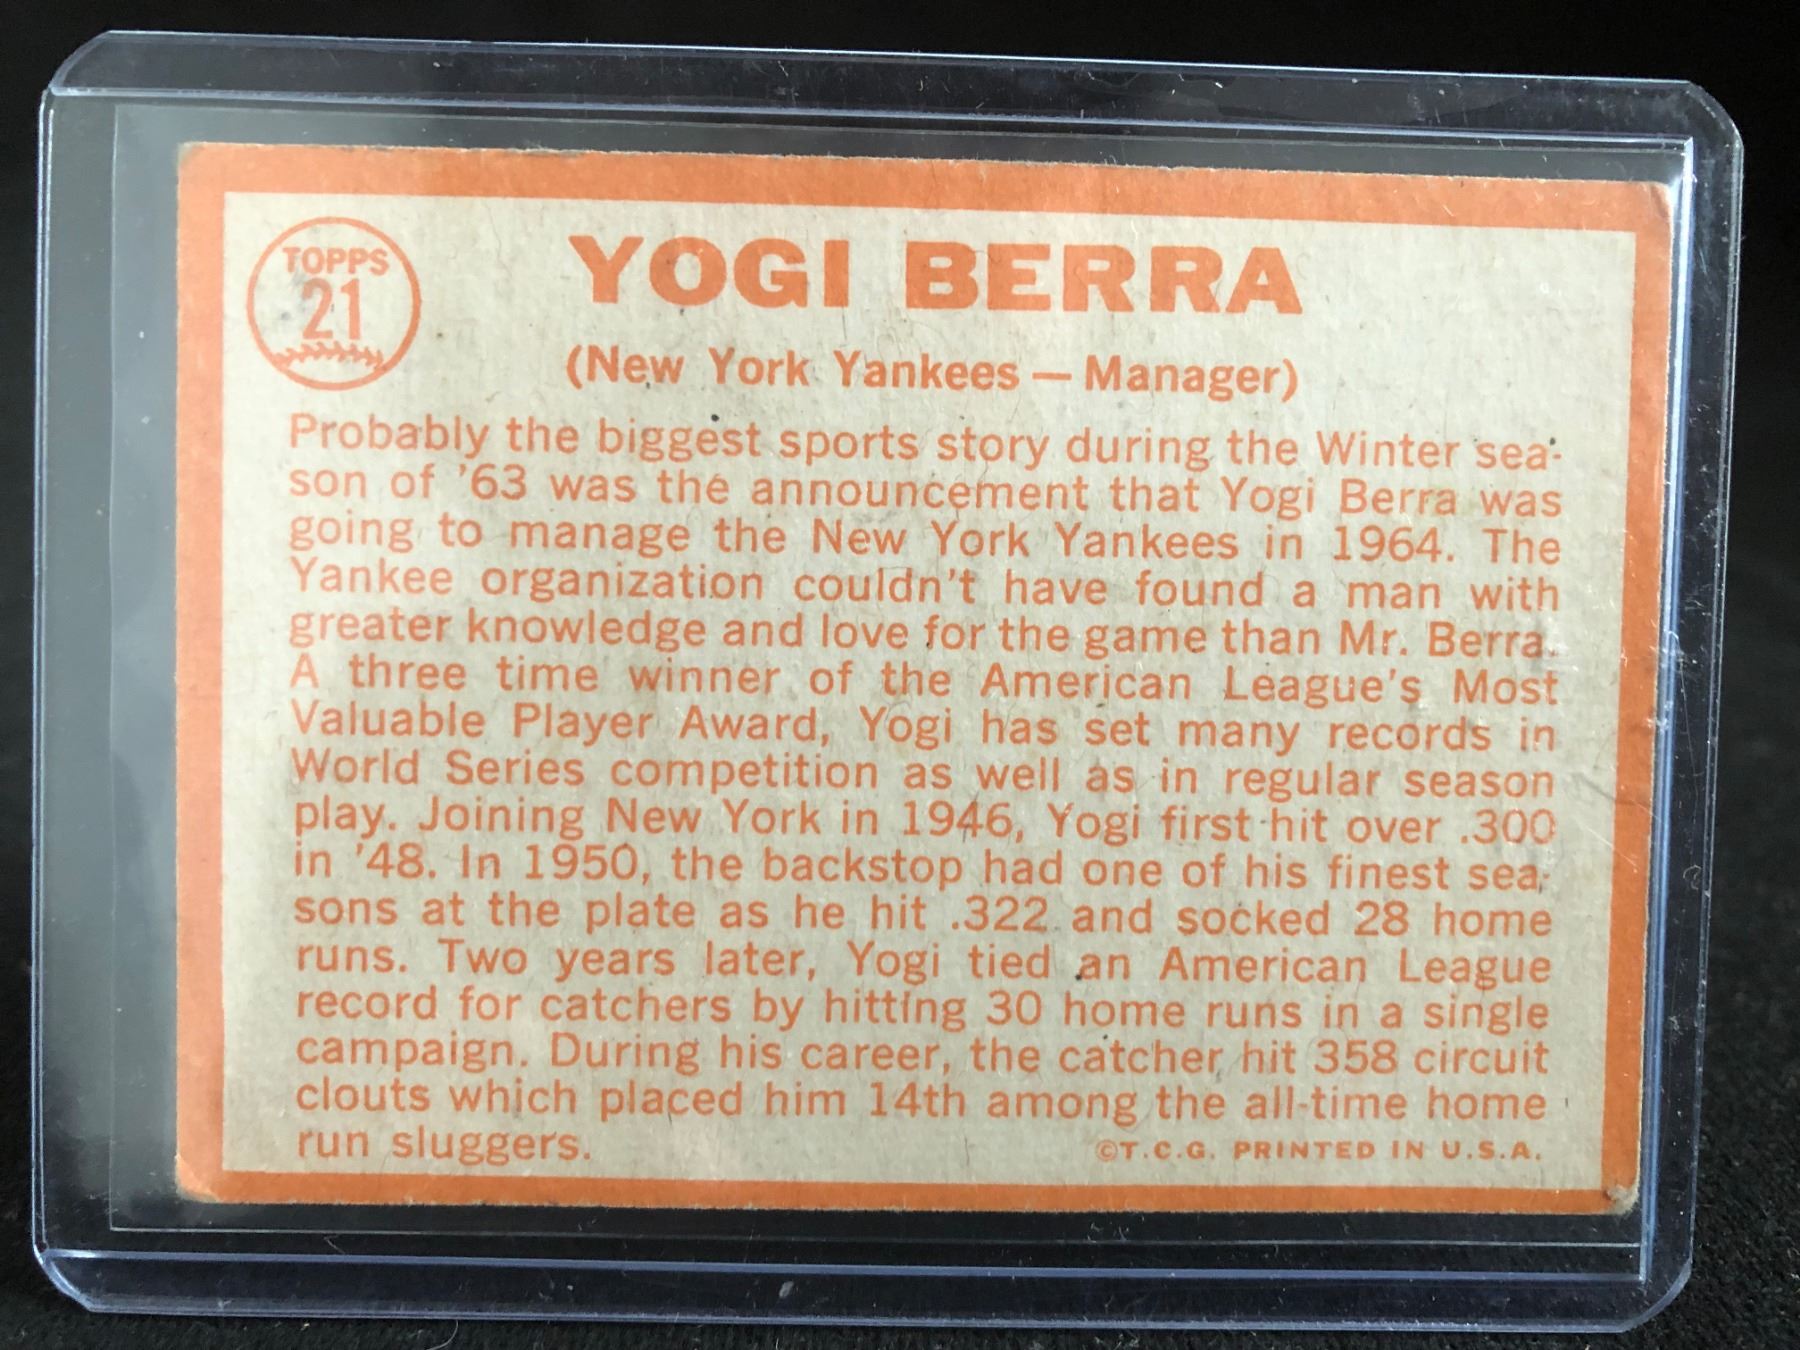 TOPPS
21
YOGI BERRA
(New York Yankees — Manager)
Probably the biggest sports story during the Winter sea-
son of '63 was the announcement that Yogi Berra was
going to manage the New York Yankees in 1964. The
Yankee organization couldn't have found a man with
greater knowledge and love for the game than Mr. Berra.
A three time winner of the American League's Most
Valuable Player Award, Yogi has set many records in
World Series competition as well as in regular season
play. Joining New York in 1946, Yogi first hit over .300
in '48. In 1950, the backstop had one of his finest sea-
sons at the plate as he hit .322 and socked 28 home
runs. Two years later, Yogi tied an American League
record for catchers by hitting 30 home runs in a single
campaign. During his career, the catcher hit 358 circuit
clouts which placed him 14th among the all-time home
run sluggers.
©T.C.G. PRINTED IN U.S.A.